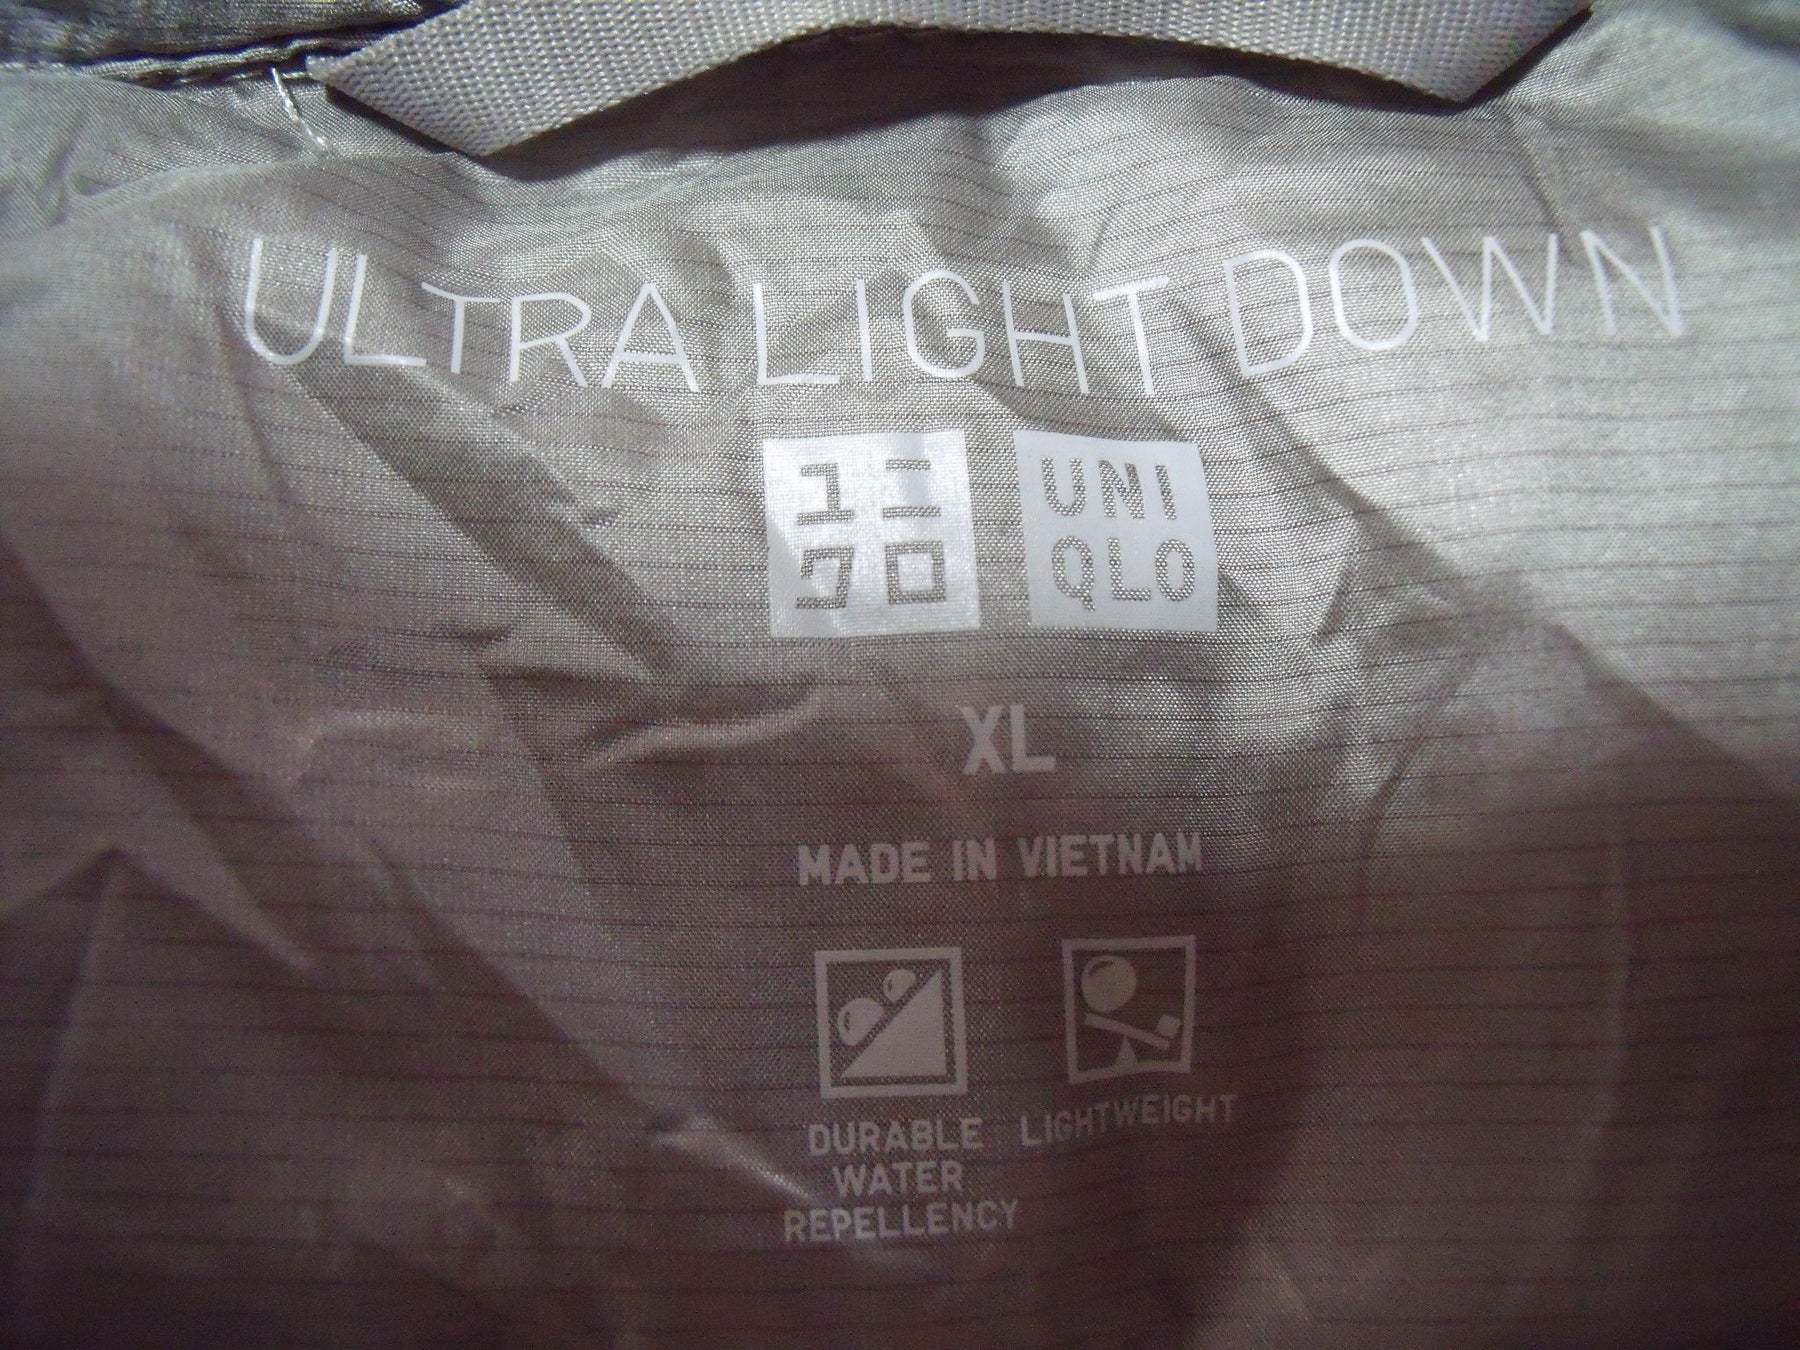 ULTRA LIGHT DOWN
ユニ
クロ
UNI
QLO
XL
MADE IN VIETNAM
DURABLE
WATER
REPELLENCY
LIGHTWEIGHT